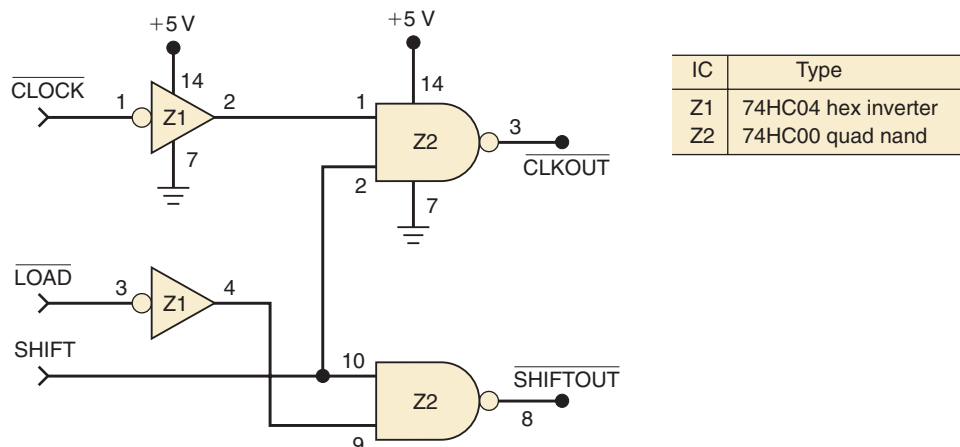 +5 V
+5 V
CLOCK
1
Z1
14
2
7
1
14
Z2
2
3
7
CLKOUT
IC Type
Z1 74HC04 hex inverter
Z2 74HC00 quad nand
LOAD
3
Z1
4
SHIFT
10
Z2
9
SHIFTOUT
8